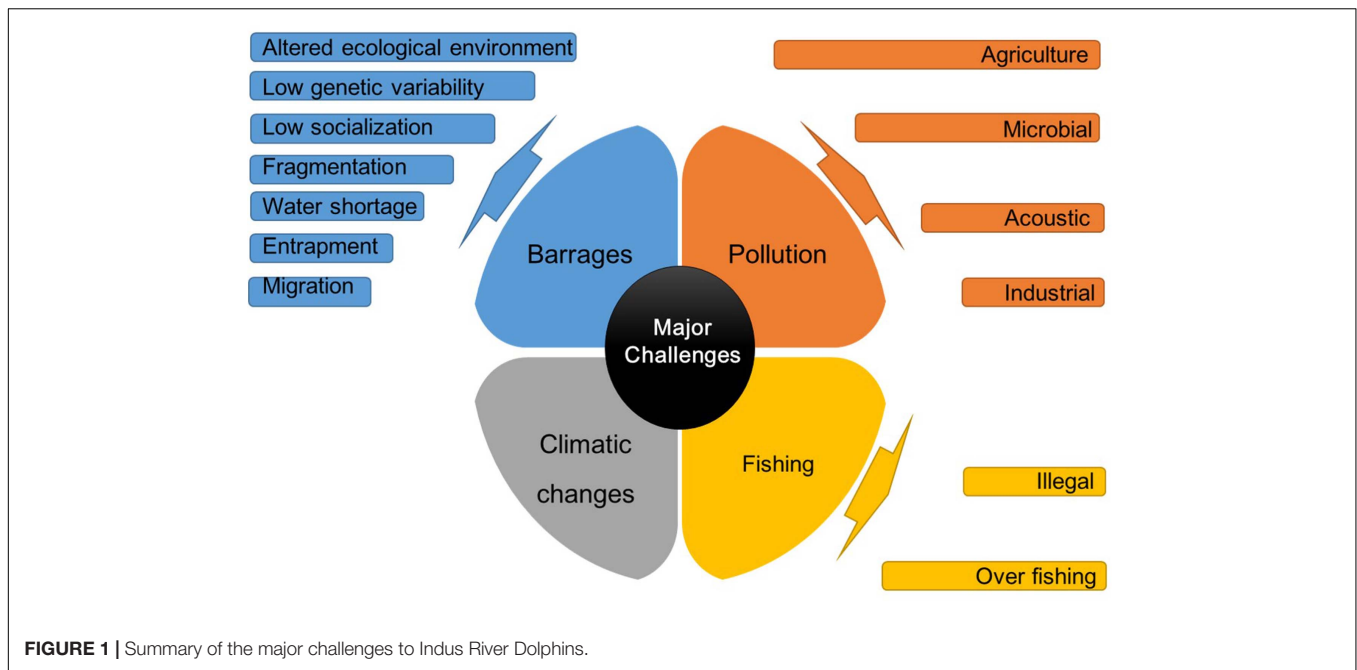 Altered ecological environment
Low genetic variability
Low socialization
Fragmentation
Water shortage
Entrapment
Migration
Agriculture
Microbial
Acoustic
Industrial
Barrages
Pollution
Major
Challenges
Climatic
changes
Fishing
Illegal
Over fishing
FIGURE 1 | Summary of the major challenges to Indus River Dolphins.